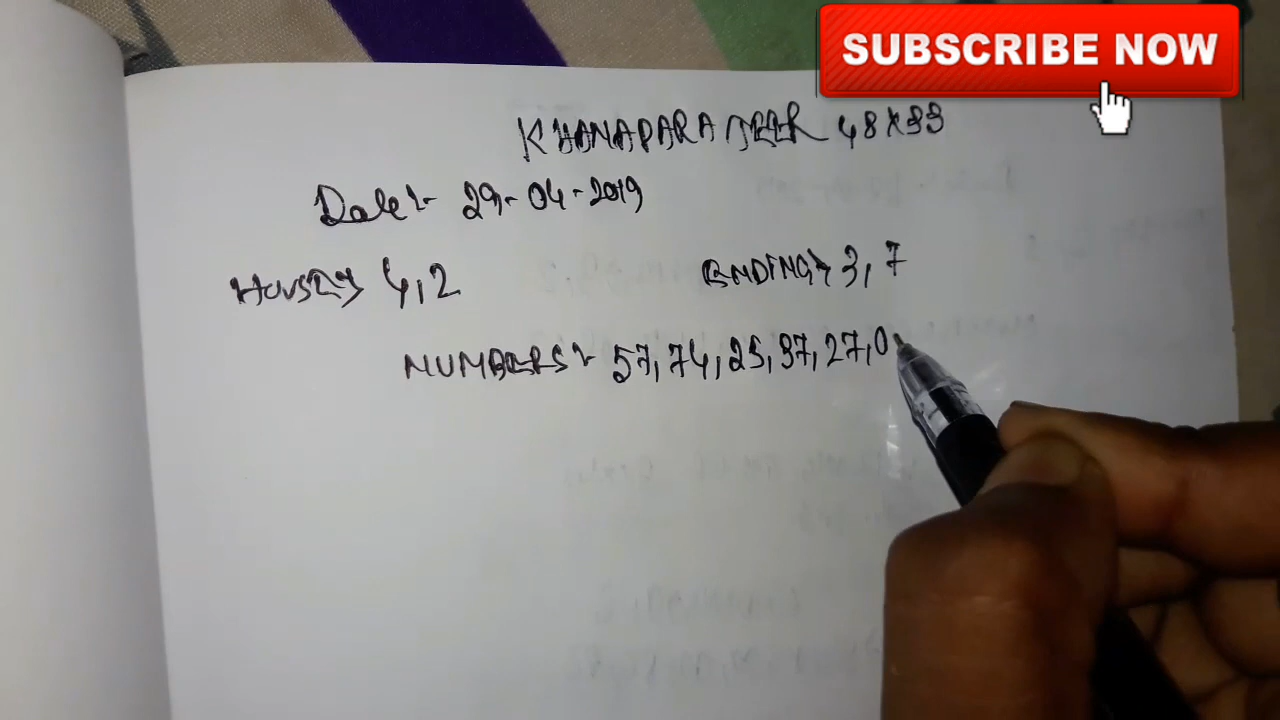 SUBSCRIBE NOW
KHANAPARA TEER 48X33
Date:- 29-04-2019
HOUSE:- 4,2 ENDING:- 3,7
NUMBERS:- 57,74,25,37,27,0